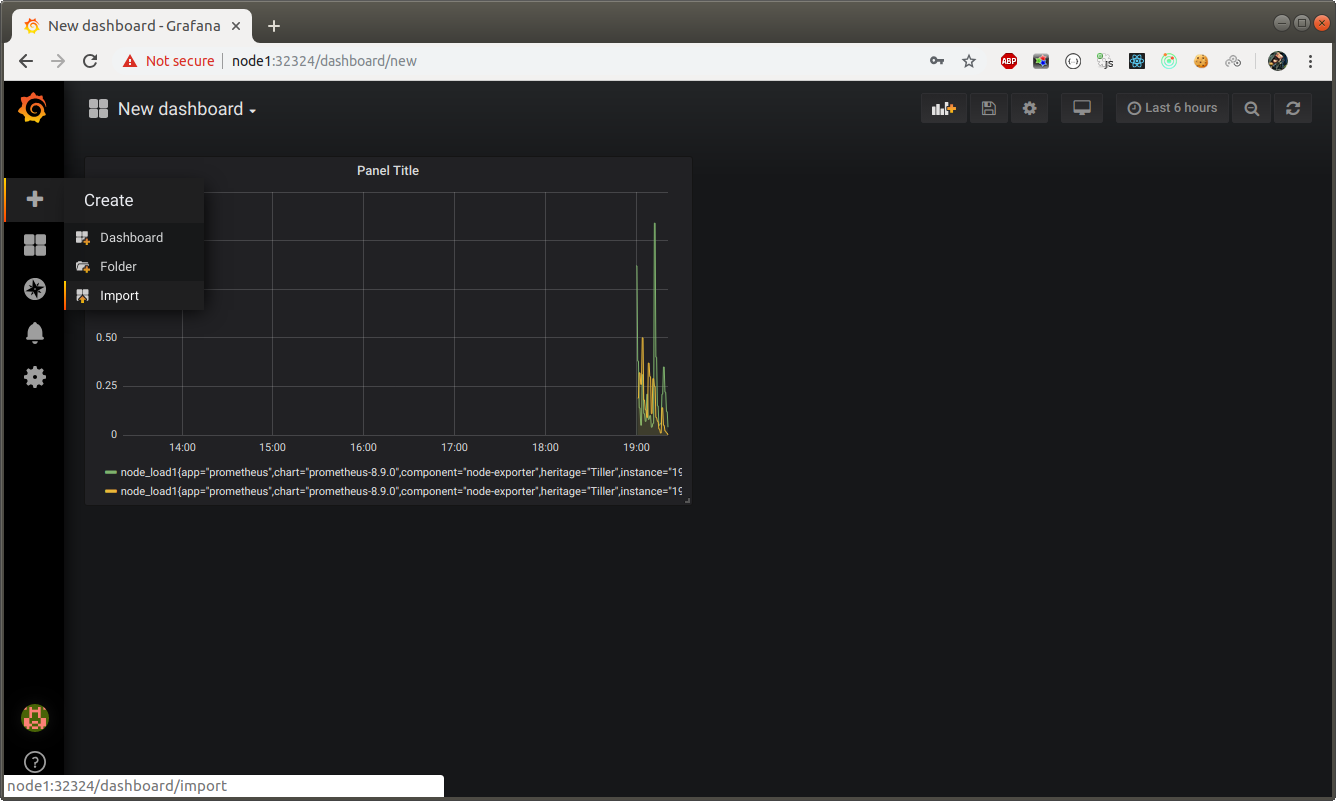 New dashboard - Grafana
Not secure node1:32324/dashboard/new
ABP
JS
New dashboard
Last 6 hours
Panel Title
Create
Dashboard
Folder
Import
0.50
0.25
0
14:00 15:00 16:00 17:00 18:00 19:00
node_load1{app="prometheus",chart="prometheus-8.9.0",component="node-exporter",heritage="Tiller",instance="19
node_load1{app="prometheus",chart="prometheus-8.9.0",component="node-exporter",heritage="Tiller",instance="19
?
node1:32324/dashboard/import